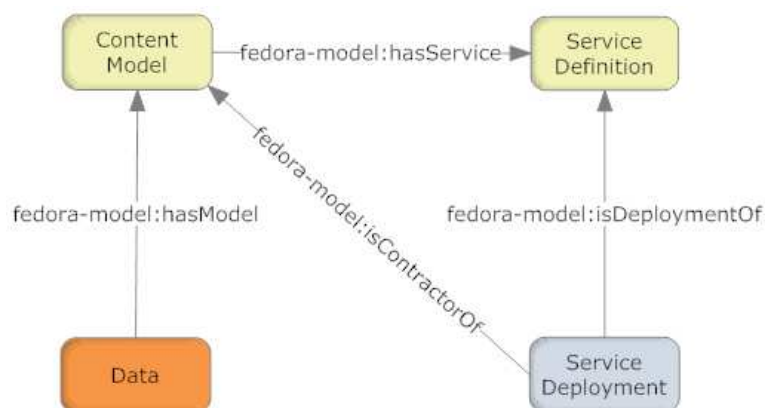 Content
Model
fedora-model:hasService
Service
Definition
fedora-model:isContractorOf
fedora-model:hasModel
fedora-model:isDeploymentOf
Data
Service
Deployment